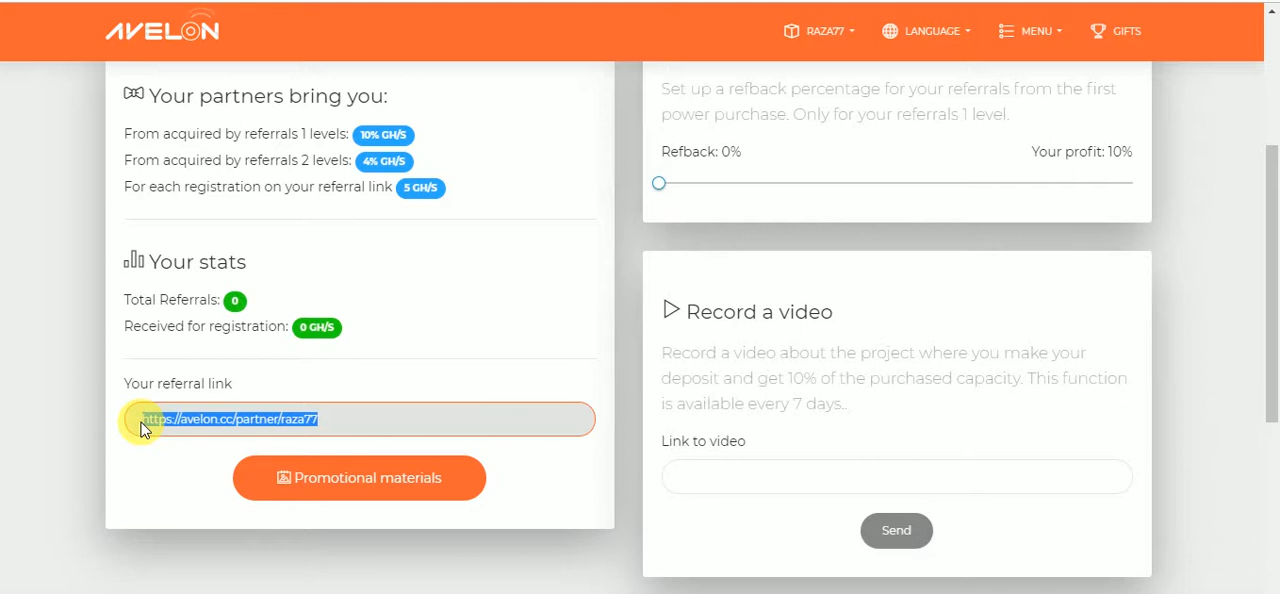 AVELON
RAZA77
LANGUAGE
MENU
GIFTS
Your partners bring you:
From acquired by referrals 1 levels: 10% GH/S
From acquired by referrals 2 levels: 4% GH/S
For each registration on your referral link 5 GH/S
Your stats
Total Referrals: 0
Received for registration: 0 GH/S
Your referral link
https://avelon.cc/partner/raza77
Promotional materials
Set up a refback percentage for your referrals from the first
power purchase. Only for your referrals 1 level.
Refback: 0%
Your profit: 10%
Record a video
Record a video about the project where you make your
deposit and get 10% of the purchased capacity. This function
is available every 7 days..
Link to video
Send